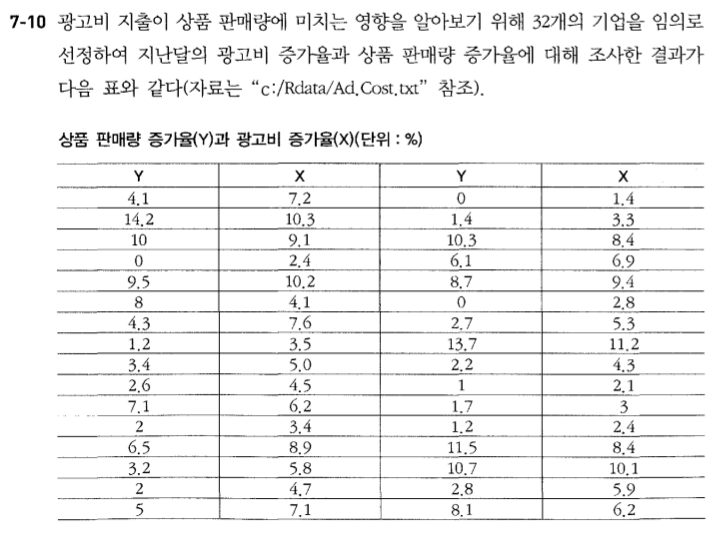 7-10 광고비 지출이 상품 판매량에 미치는 영향을 알아보기 위해 32개의 기업을 임의로
선정하여 지난달의 광고비 증가율과 상품 판매량 증가율에 대해 조사한 결과가
다음 표와 같다(자료는 “c:/Rdata/Ad.Cost.txt” 참조).
상품 판매량 증가율(Y)과 광고비 증가율(X)(단위 : %)
Y X Y X
4.1 7.2 0 1.4
14.2 10.3 1.4 3.3
10 9.1 10.3 8.4
0 2.4 6.1 6.9
9.5 10.2 8.7 9.4
8 4.1 0 2.8
4.3 7.6 2.7 5.3
1.2 3.5 13.7 11.2
3.4 5.0 2.2 4.3
2.6 4.5 1 2.1
7.1 6.2 1.7 3
2 3.4 1.2 2.4
6.5 8.9 11.5 8.4
3.2 5.8 10.7 10.1
2 4.7 2.8 5.9
5 7.1 8.1 6.2